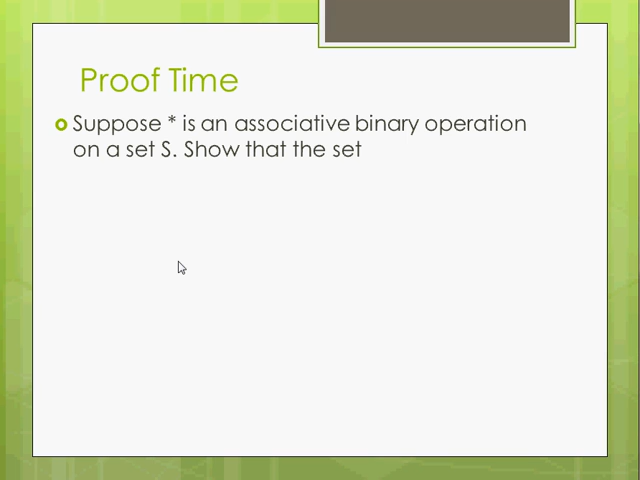 Proof Time
Suppose * is an associative binary operation
on a set S. Show that the set